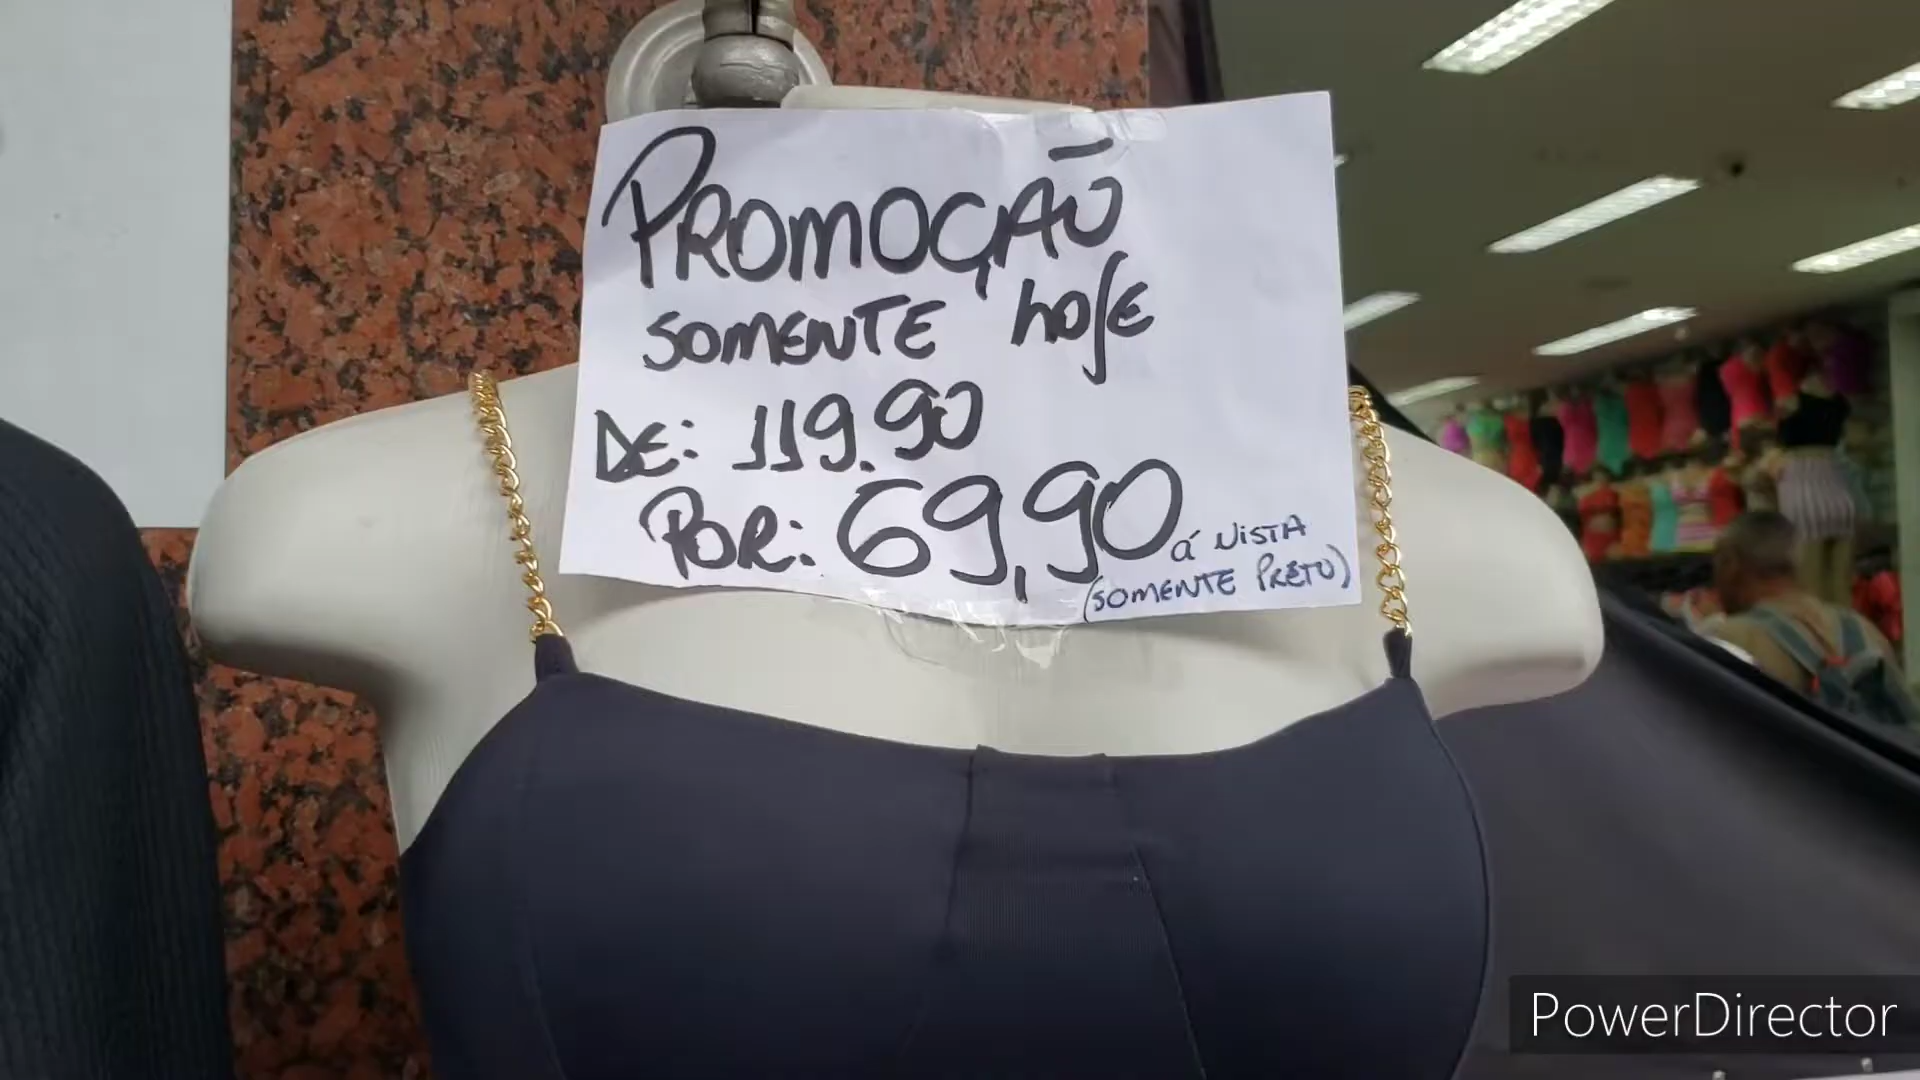 PROMOÇÃO
SOMENTE HOJE
DE: 119.90
POR: 69,90 á VISTA
(SOMENTE PRETO)
PowerDirector